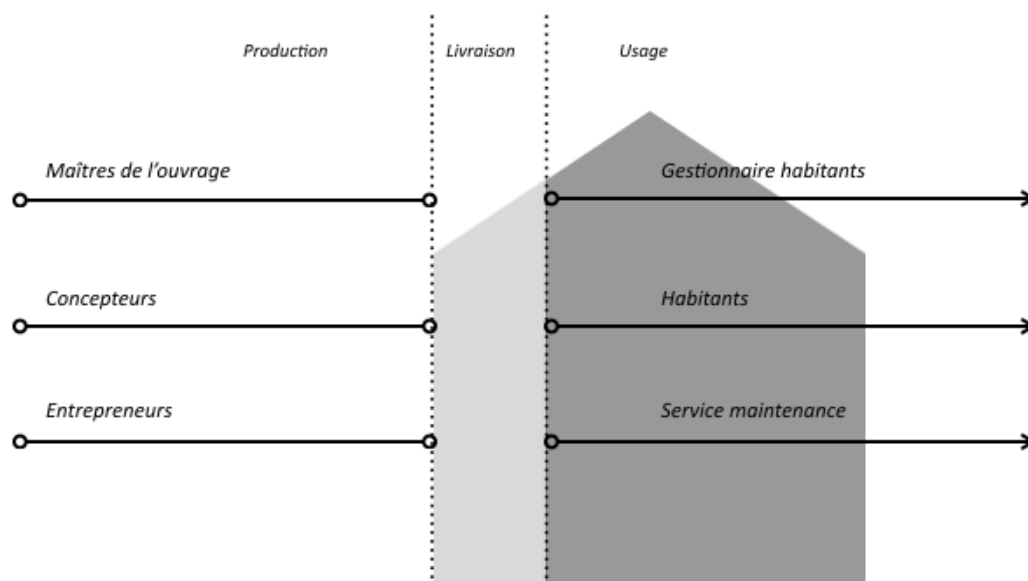 Production
Livraison
Usage
Maîtres de l'ouvrage
Gestionnaire habitants
Concepteurs
Habitants
Entrepreneurs
Service maintenance